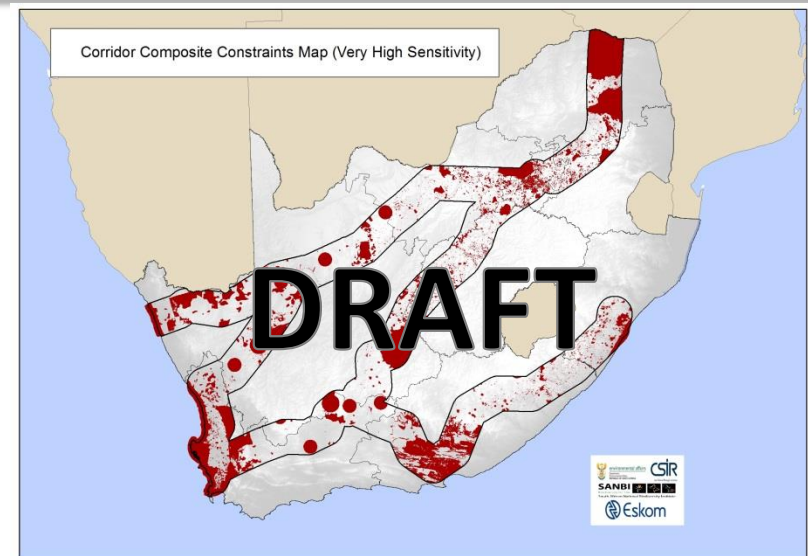 Corridor Composite Constraints Map (Very High Sensitivity)
DRAFT
CSIR
SANBI
Eskom